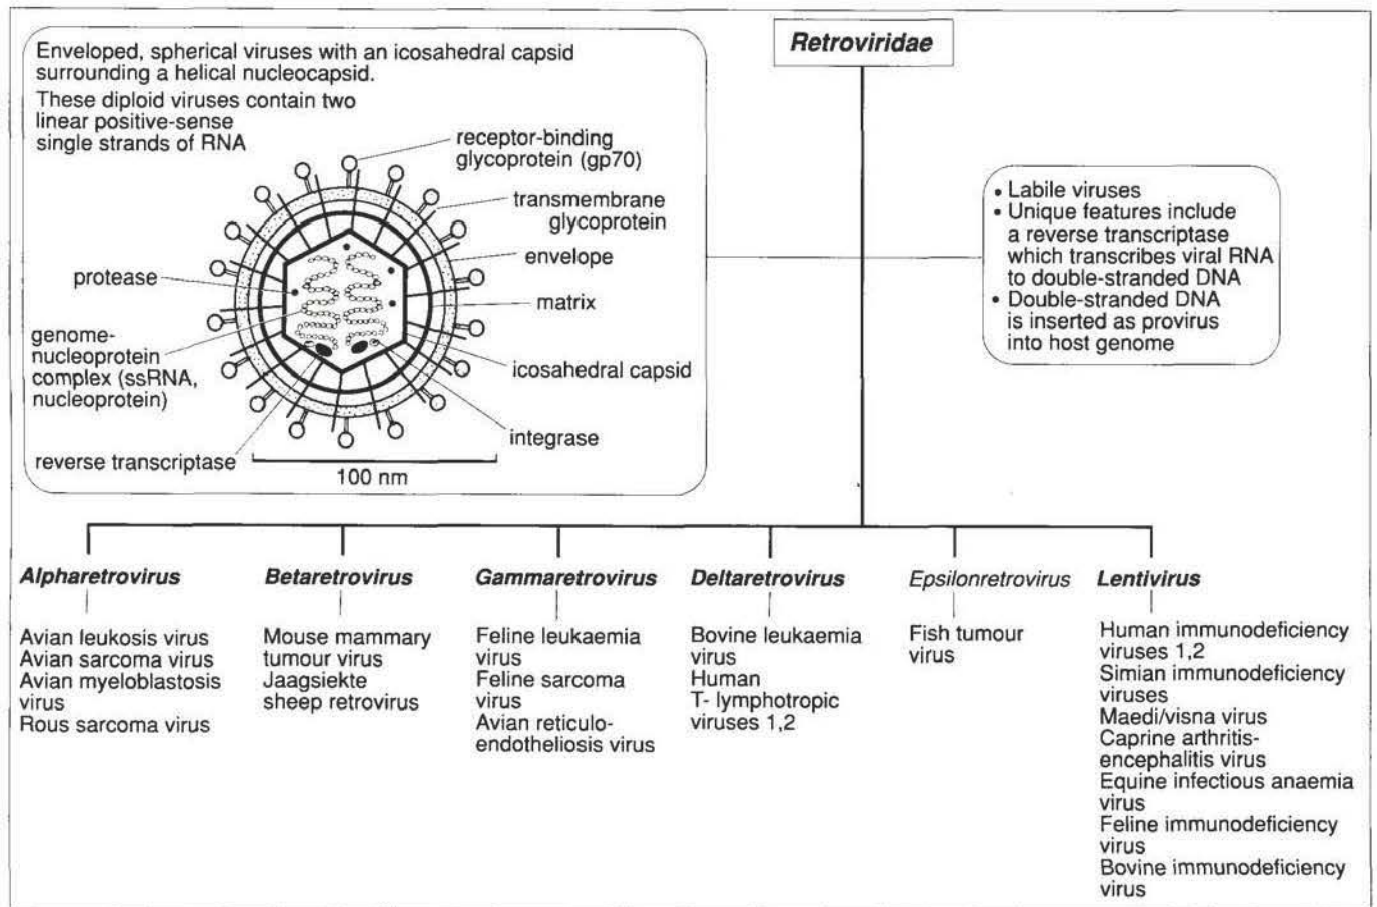 Retroviridae
Enveloped, spherical viruses with an icosahedral capsid
surrounding a helical nucleocapsid.
These diploid viruses contain two
linear positive-sense
single strands of RNA
receptor-binding
glycoprotein (gp70)
transmembrane
glycoprotein
envelope
protease
matrix
genome-
nucleoprotein
complex (ssRNA,
nucleoprotein)
icosahedral capsid
integrase
reverse transcriptase
100 nm
• Labile viruses
• Unique features include
a reverse transcriptase
which transcribes viral RNA
to double-stranded DNA
• Double-stranded DNA
is inserted as provirus
into host genome
Alpharetrovirus
Avian leukosis virus
Avian sarcoma virus
Avian myeloblastosis
virus
Rous sarcoma virus
Betaretrovirus
Mouse mammary
tumour virus
Jaagsiekte
sheep retrovirus
Gammaretrovirus
Feline leukaemia
virus
Feline sarcoma
virus
Avian reticulo-
endotheliosis virus
Deltaretrovirus
Bovine leukaemia
virus
Human
T- lymphotropic
viruses 1,2
Epsilonretrovirus
Fish tumour
virus
Lentivirus
Human immunodeficiency
viruses 1,2
Simian immunodeficiency
viruses
Maedi/visna virus
Caprine arthritis-
encephalitis virus
Equine infectious anaemia
virus
Feline immunodeficiency
virus
Bovine immunodeficiency
virus